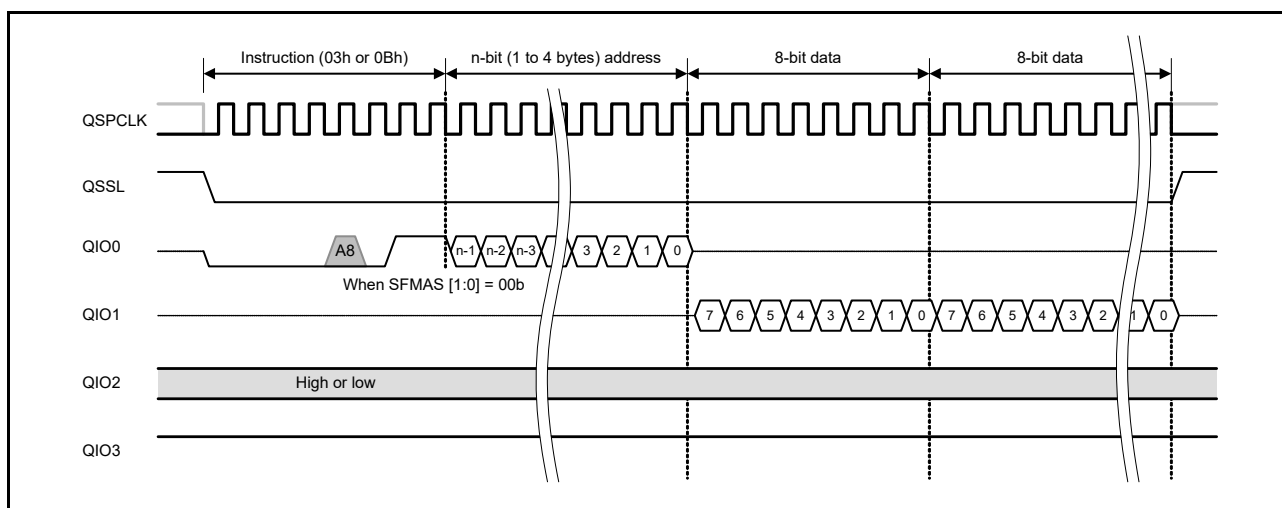 Instruction (03h or 0Bh) n-bit (1 to 4 bytes) address 8-bit data 8-bit data
QSPCLK
QSSL
QIO0 A8 n-1 n-2 n-3 3 2 1 0
When SFMAS [1:0] = 00b
QIO1 7 6 5 4 3 2 1 0 7 6 5 4 3 2 1 0
QIO2 High or low
QIO3